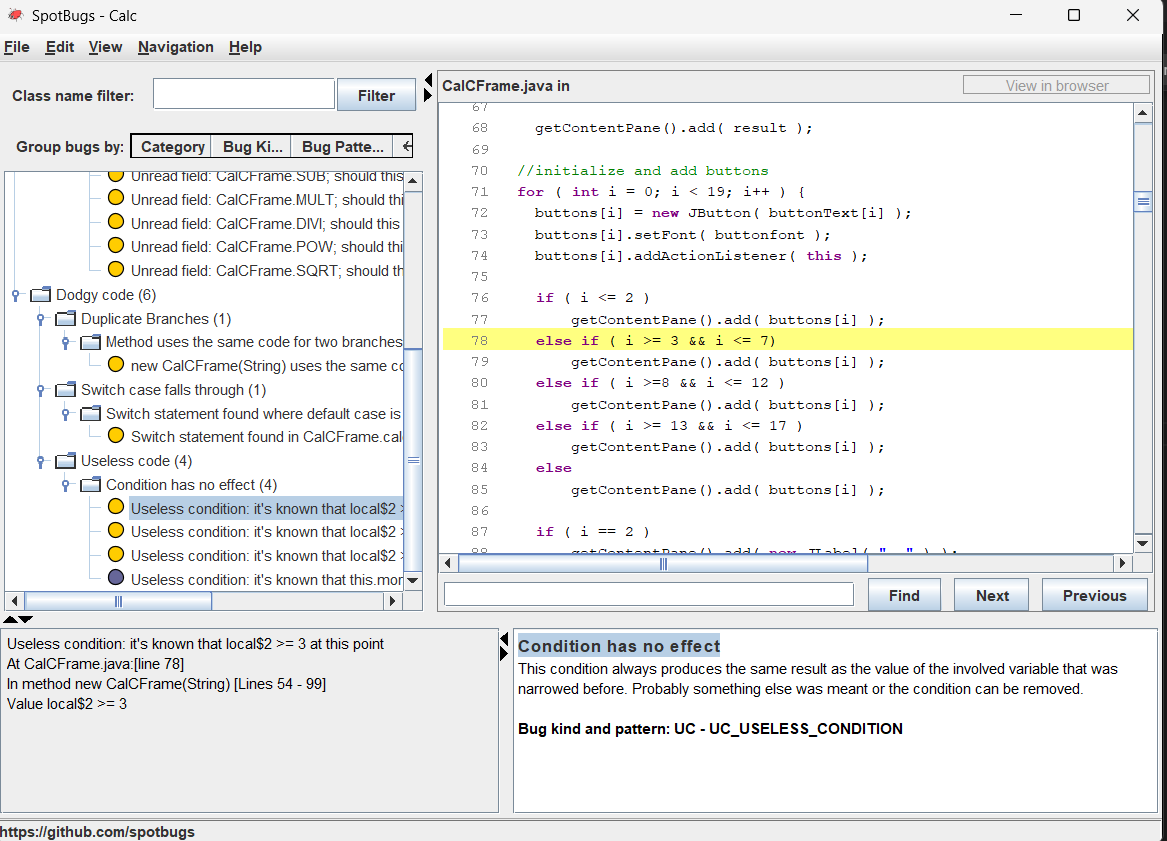 SpotBugs - Calc
File Edit View Navigation Help
Class name filter: Filter
Group bugs by: Category Bug Ki... Bug Patte...
Unread field: CalCFrame.SUB; should this
Unread field: CalCFrame.MULT; should thi
Unread field: CalCFrame.DIVI; should this
Unread field: CalCFrame.POW; should this
Unread field: CalCFrame.SQRT; should th
Dodgy code (6)
Duplicate Branches (1)
Method uses the same code for two branches
new CalCFrame(String) uses the same co
Switch case falls through (1)
Switch statement found where default case is
Switch statement found in CalCFrame.cal
Useless code (4)
Condition has no effect (4)
Useless condition: it's known that local$2 >
Useless condition: it's known that local$2 >
Useless condition: it's known that local$2 >
Useless condition: it's known that this.mor
CalCFrame.java in View in browser
67
68 getContentPane().add( result );
69
70 //initialize and add buttons
71 for ( int i = 0; i < 19; i++ ) {
72 buttons[i] = new JButton( buttonText[i] );
73 buttons[i].setFont( buttonfont );
74 buttons[i].addActionListener( this );
75
76 if ( i <= 2 )
77 getContentPane().add( buttons[i] );
78 else if ( i >= 3 && i <= 7)
79 getContentPane().add( buttons[i] );
80 else if ( i >=8 && i <= 12 )
81 getContentPane().add( buttons[i] );
82 else if ( i >= 13 && i <= 17 )
83 getContentPane().add( buttons[i] );
84 else
85 getContentPane().add( buttons[i] );
86
87 if ( i == 2 )
88 getContentPane().add( new JLabel( " " ) );
Find Next Previous
Useless condition: it's known that local$2 >= 3 at this point
At CalCFrame.java:[line 78]
In method new CalCFrame(String) [Lines 54 - 99]
Value local$2 >= 3
Condition has no effect
This condition always produces the same result as the value of the involved variable that was
narrowed before. Probably something else was meant or the condition can be removed.
Bug kind and pattern: UC - UC_USELESS_CONDITION
https://github.com/spotbugs